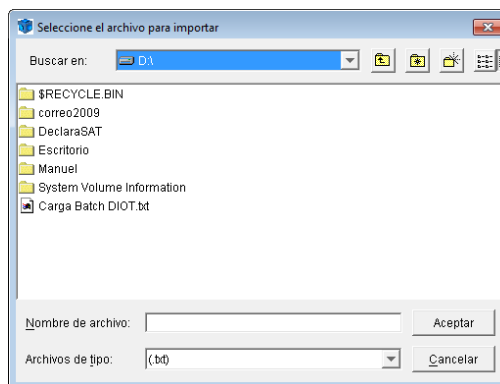 Seleccione el archivo para importar
Buscar en: D:\
$RECYCLE.BIN
correo2009
DeclaraSAT
Escritorio
Manuel
System Volume Information
Carga Batch DIOT.txt
Nombre de archivo: Aceptar
Archivos de tipo: (.txt) Cancelar